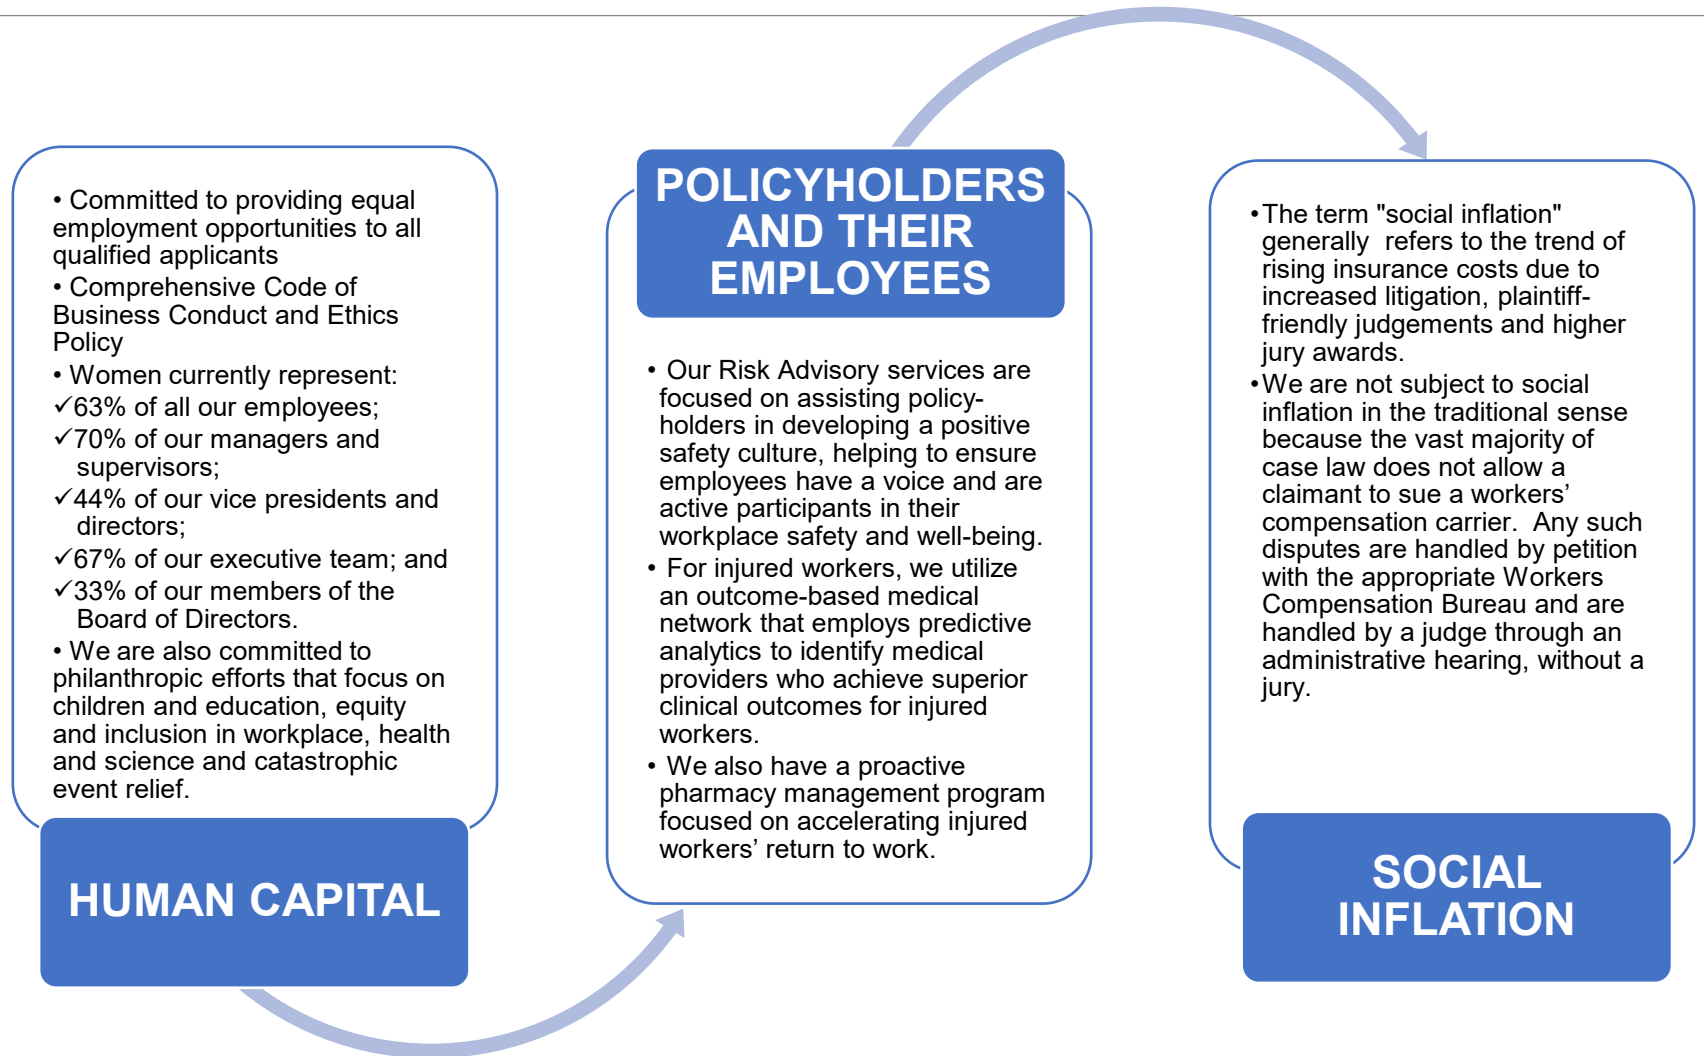 • Committed to providing equal
employment opportunities to all
qualified applicants
• Comprehensive Code of
Business Conduct and Ethics
Policy
• Women currently represent:
✓63% of all our employees;
✓70% of our managers and
supervisors;
✓44% of our vice presidents and
directors;
✓67% of our executive team; and
✓33% of our members of the
Board of Directors.
• We are also committed to
philanthropic efforts that focus on
children and education, equity
and inclusion in workplace, health
and science and catastrophic
event relief.
HUMAN CAPITAL
POLICYHOLDERS
AND THEIR
EMPLOYEES
• Our Risk Advisory services are
focused on assisting policy-
holders in developing a positive
safety culture, helping to ensure
employees have a voice and are
active participants in their
workplace safety and well-being.
• For injured workers, we utilize
an outcome-based medical
network that employs predictive
analytics to identify medical
providers who achieve superior
clinical outcomes for injured
workers.
• We also have a proactive
pharmacy management program
focused on accelerating injured
workers’ return to work.
•The term "social inflation"
generally  refers to the trend of
rising insurance costs due to
increased litigation, plaintiff-
friendly judgements and higher
jury awards.
•We are not subject to social
inflation in the traditional sense
because the vast majority of
case law does not allow a
claimant to sue a workers’
compensation carrier.  Any such
disputes are handled by petition
with the appropriate Workers
Compensation Bureau and are
handled by a judge through an
administrative hearing, without a
jury.
SOCIAL
INFLATION